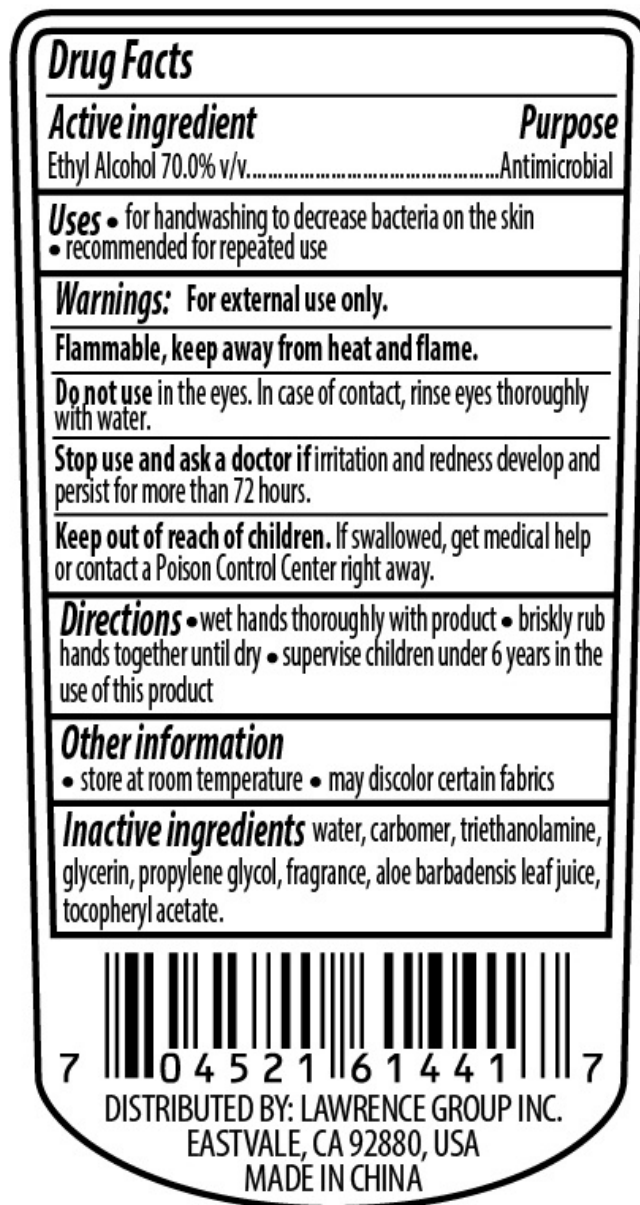 Drug Facts
Active ingredient Purpose
Ethyl Alcohol 70.0% v/v................................................Antimicrobial
Uses • for handwashing to decrease bacteria on the skin
• recommended for repeated use
Warnings: For external use only.
Flammable, keep away from heat and flame.
Do not use in the eyes. In case of contact, rinse eyes thoroughly
with water.
Stop use and ask a doctor if irritation and redness develop and
persist for more than 72 hours.
Keep out of reach of children. If swallowed, get medical help
or contact a Poison Control Center right away.
Directions • wet hands thoroughly with product • briskly rub
hands together until dry • supervise children under 6 years in the
use of this product
Other information
• store at room temperature • may discolor certain fabrics
Inactive ingredients water, carbomer, triethanolamine,
glycerin, propylene glycol, fragrance, aloe barbadensis leaf juice,
tocopheryl acetate.
7 04521 61441 7
DISTRIBUTED BY: LAWRENCE GROUP INC.
EASTVALE, CA 92880, USA
MADE IN CHINA